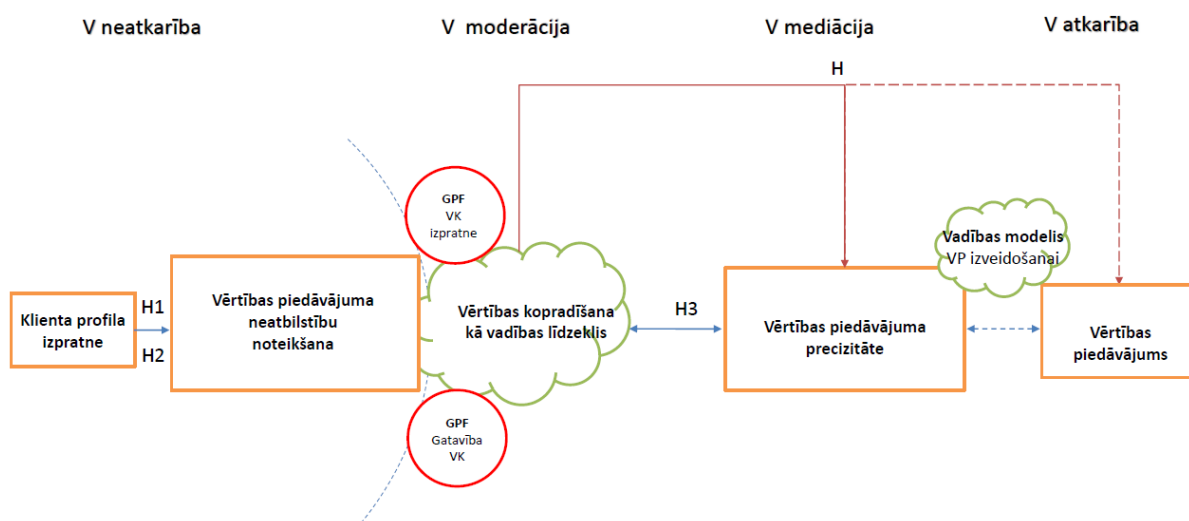 V neatkarība
V moderācija
V mediācija
V atkarība
H
GPF
VK
izpratne
Vadības modelis
VP izveidošanai
Klienta profila
izpratne
H1
H2
Vērtības piedāvājuma
neatbilstību
noteikšana
Vērtības kopradīšana
kā vadības līdzeklis
H3
Vērtības piedāvājuma
precizitāte
Vērtības
piedāvājums
GPF
Gatavība
VK